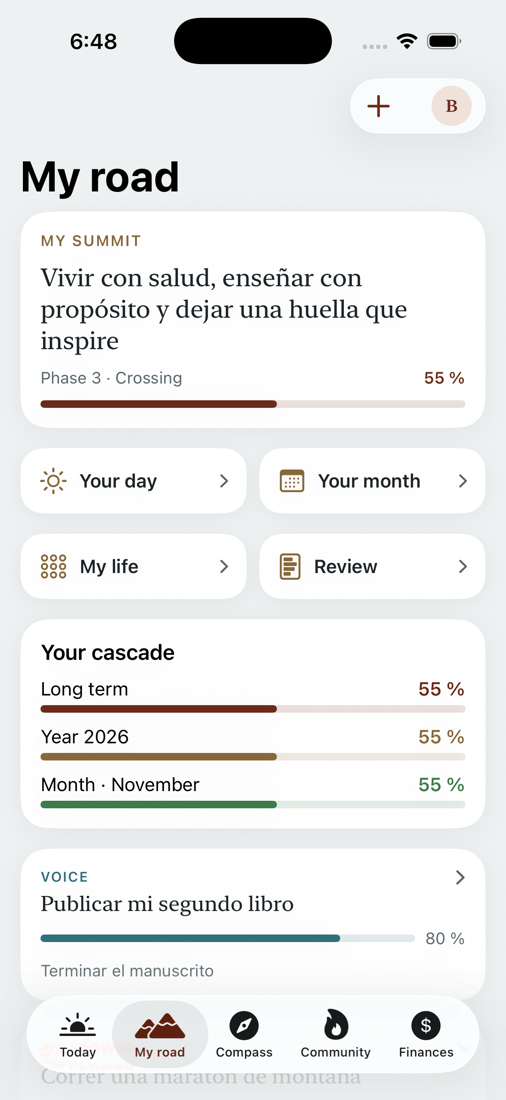 6:48
B
My road
MY SUMMIT
Vivir con salud, enseñar con
propósito y dejar una huella que
inspire
Phase 3 · Crossing
55 %
Your day
Your month
My life
Review
Your cascade
Long term
55 %
Year 2026
55 %
Month · November
55 %
VOICE
Publicar mi segundo libro
80 %
Terminar el manuscrito
Today
My road
Compass
Community
$
Finances
Correr una maratón de montaña